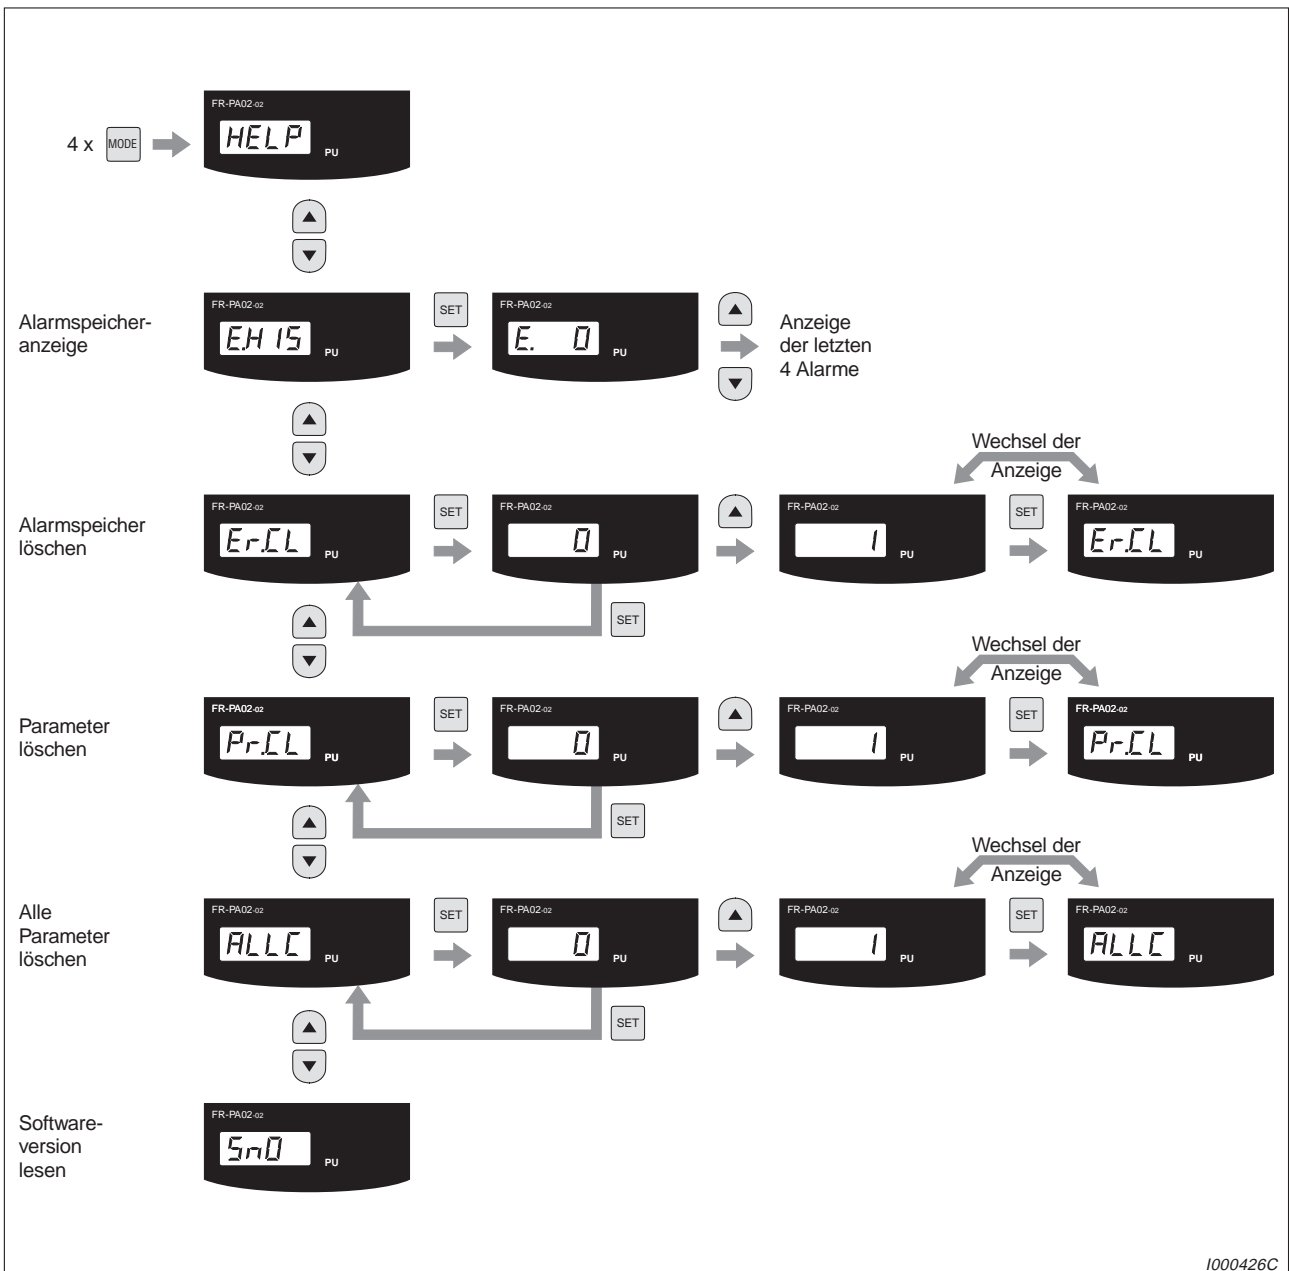 FR-PA02-02
4 x MODE HELP PU
Alarmspeicher-
anzeige
FR-PA02-02
E.HIS PU
SET
FR-PA02-02
E. 0 PU
Anzeige
der letzten
4 Alarme
Wechsel der
Anzeige
Alarmspeicher
löschen
FR-PA02-02
Er.CL PU
SET
FR-PA02-02
0 PU
SET
FR-PA02-02
1 PU
SET
FR-PA02-02
Er.CL PU
Wechsel der
Anzeige
Parameter
löschen
FR-PA02-02
Pr.CL PU
SET
FR-PA02-02
0 PU
SET
FR-PA02-02
1 PU
SET
FR-PA02-02
Pr.CL PU
Wechsel der
Anzeige
Alle
Parameter
löschen
FR-PA02-02
ALLC PU
SET
FR-PA02-02
0 PU
SET
FR-PA02-02
1 PU
SET
FR-PA02-02
ALLC PU
Software-
version
lesen
FR-PA02-02
Sn0 PU
I000426C